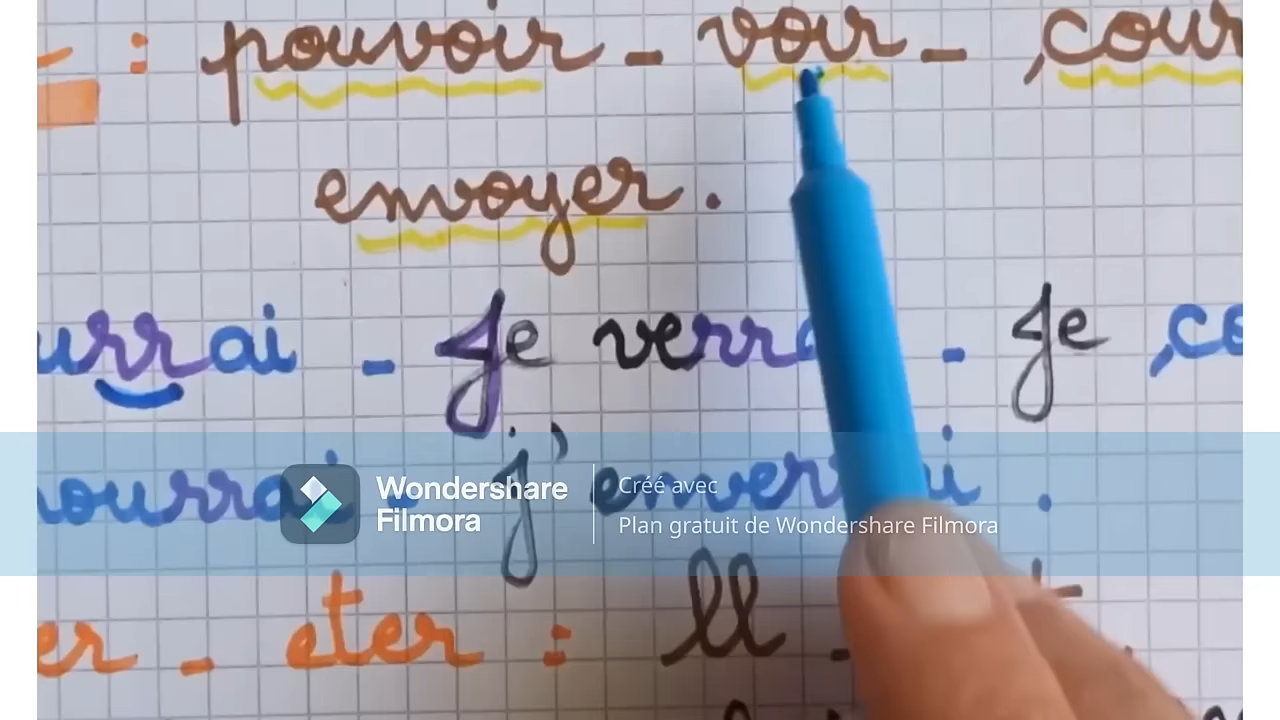 : pouvoir - voir - cour
envoyer.
urrai - Je verra - Je co
ourrai - j'enverrai.
Wondershare
Filmora
Créé avec
Plan gratuit de Wondershare Filmora
er - eter : ll -